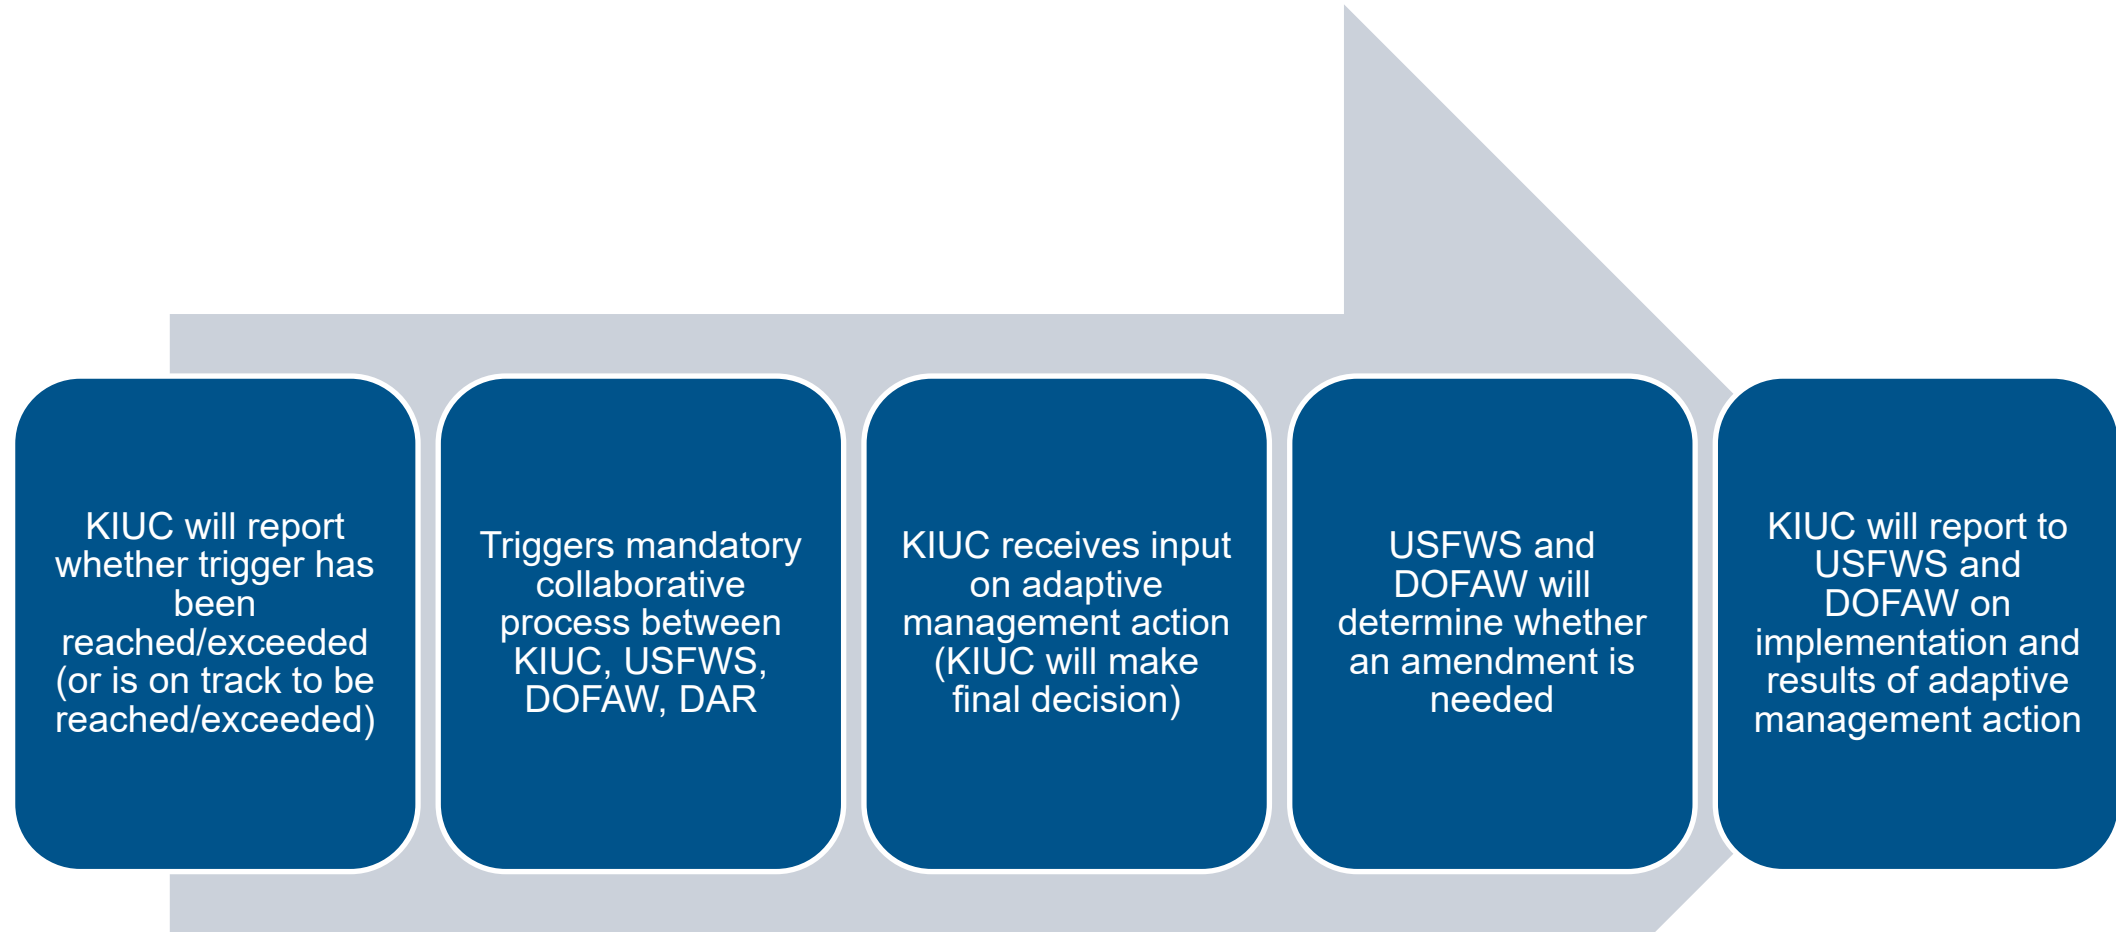 KIUC will report
whether trigger has
been
reached/exceeded
(or is on track to be
reached/exceeded)
Triggers mandatory
collaborative
process between
KIUC, USFWS,
DOFAW, DAR
KIUC receives input
on adaptive
management action
(KIUC will make
final decision)
USFWS and
DOFAW will
determine whether
an amendment is
needed
KIUC will report to
USFWS and
DOFAW on
implementation and
results of adaptive
management action